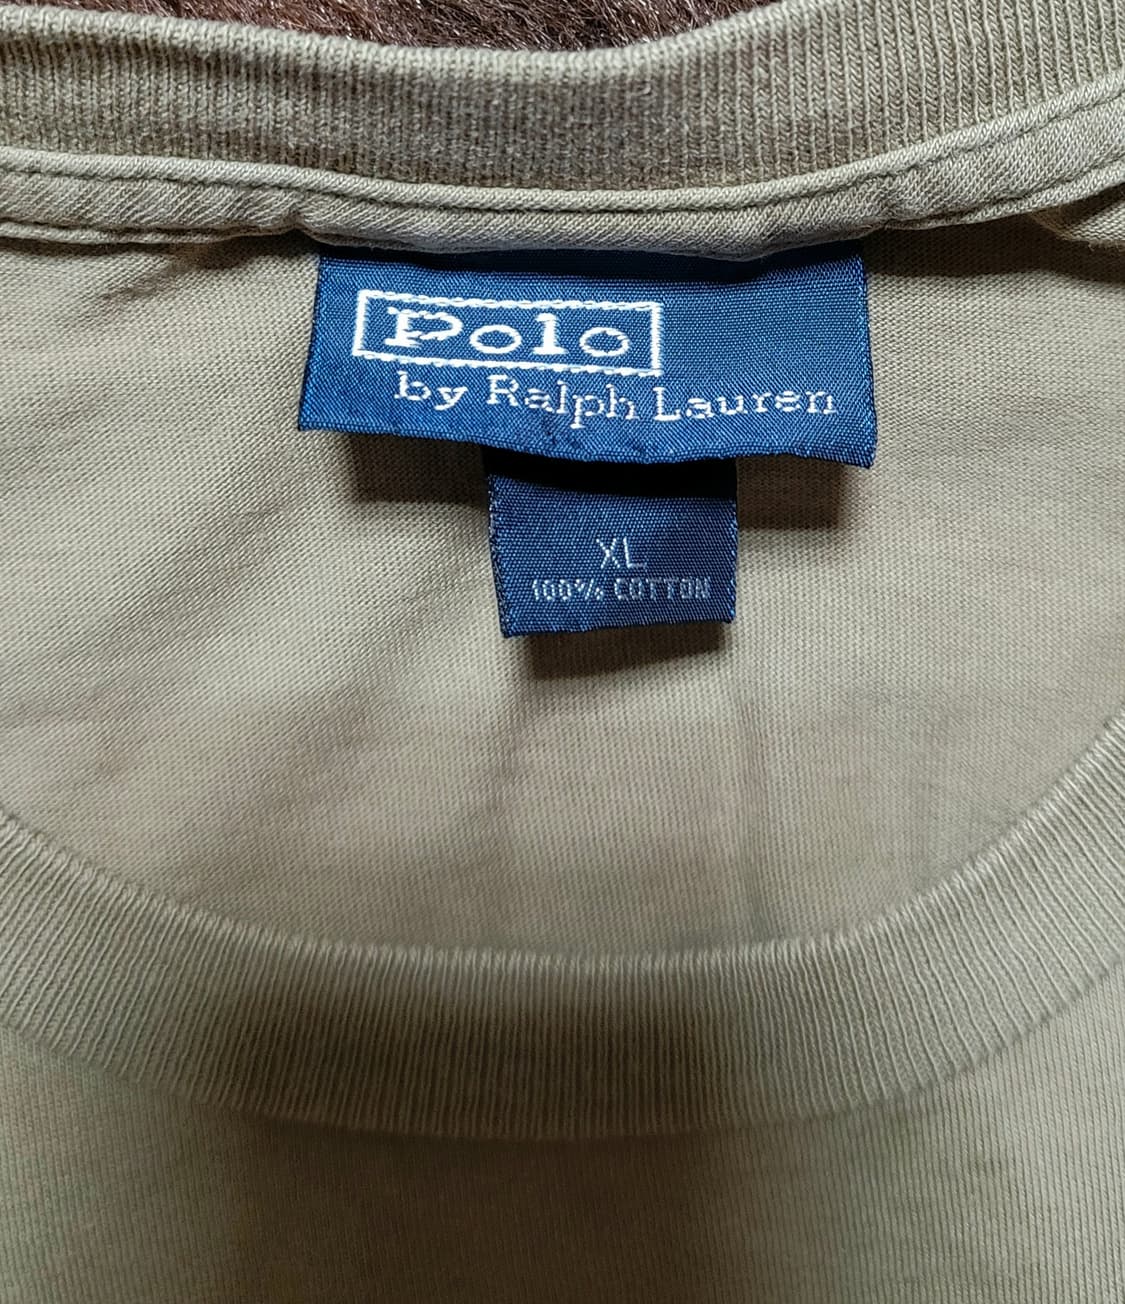 Polo
by Ralph Lauren
XL
100% COTTON